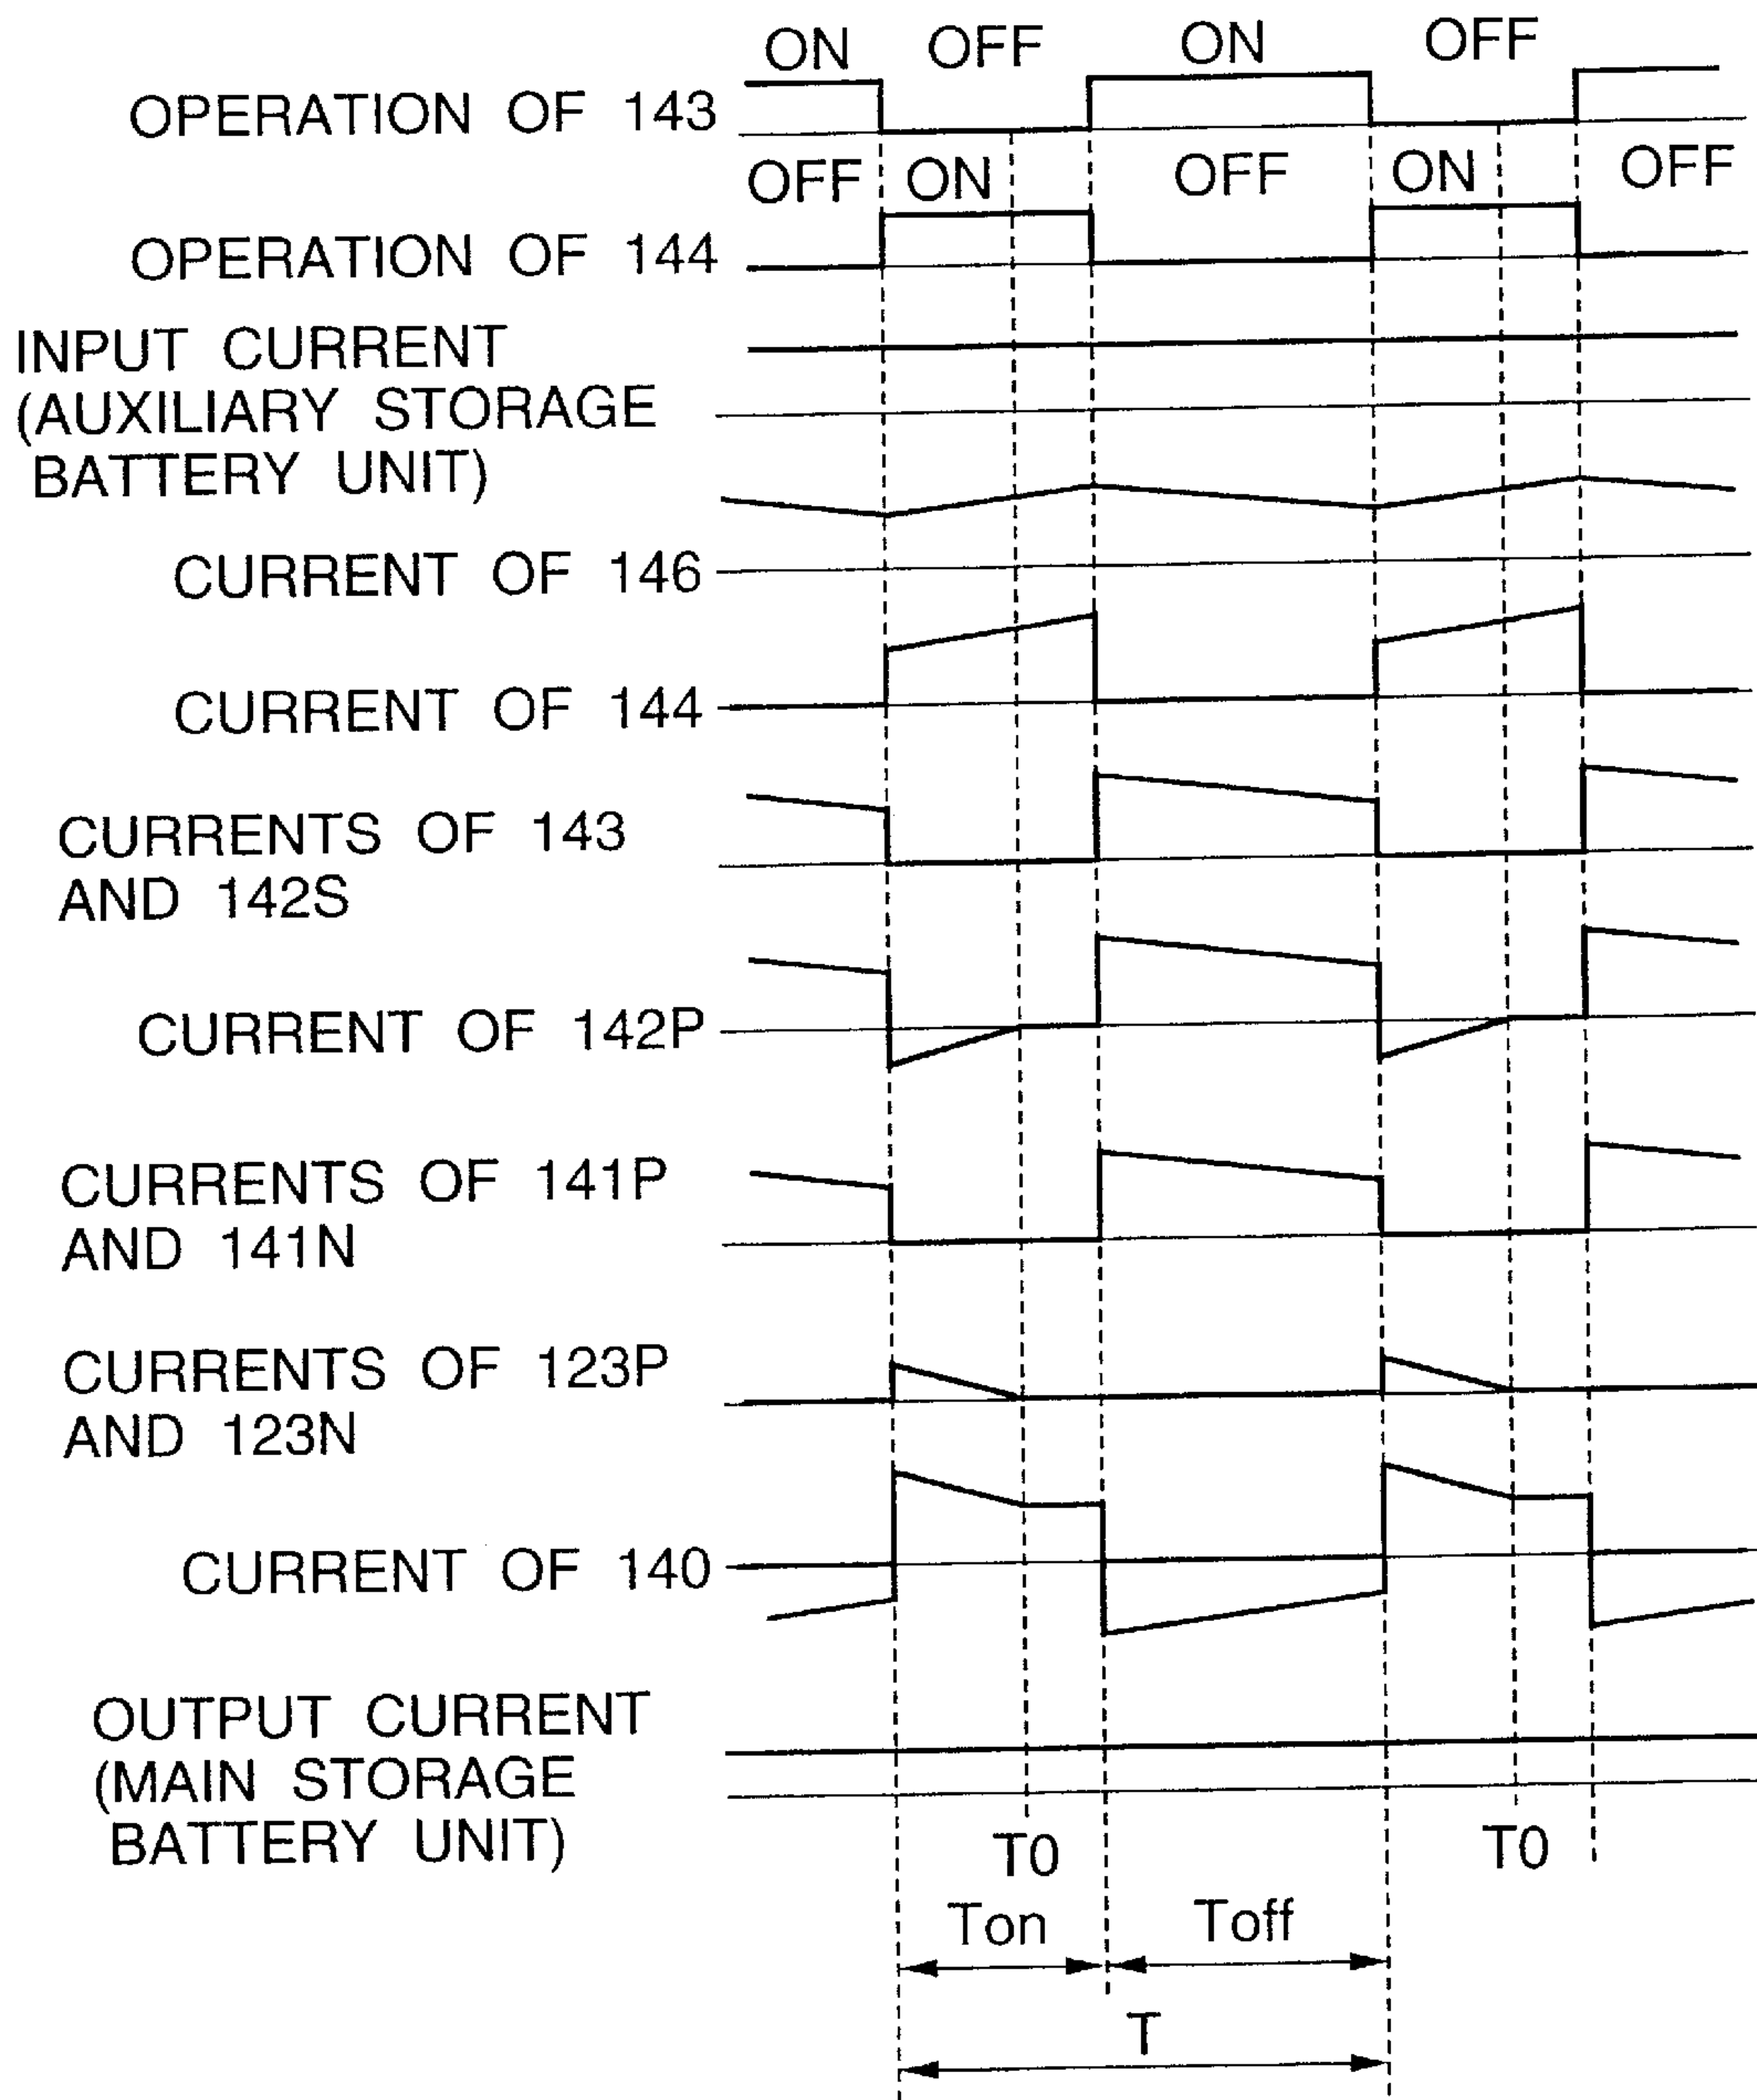 ON OFF ON OFF
OPERATION OF 143
OFF ON OFF ON OFF
OPERATION OF 144
INPUT CURRENT
(AUXILIARY STORAGE
BATTERY UNIT)
CURRENT OF 146
CURRENT OF 144
CURRENTS OF 143
AND 142S
CURRENT OF 142P
CURRENTS OF 141P
AND 141N
CURRENTS OF 123P
AND 123N
CURRENT OF 140
OUTPUT CURRENT
(MAIN STORAGE
BATTERY UNIT)
T0 T0
Ton Toff
T